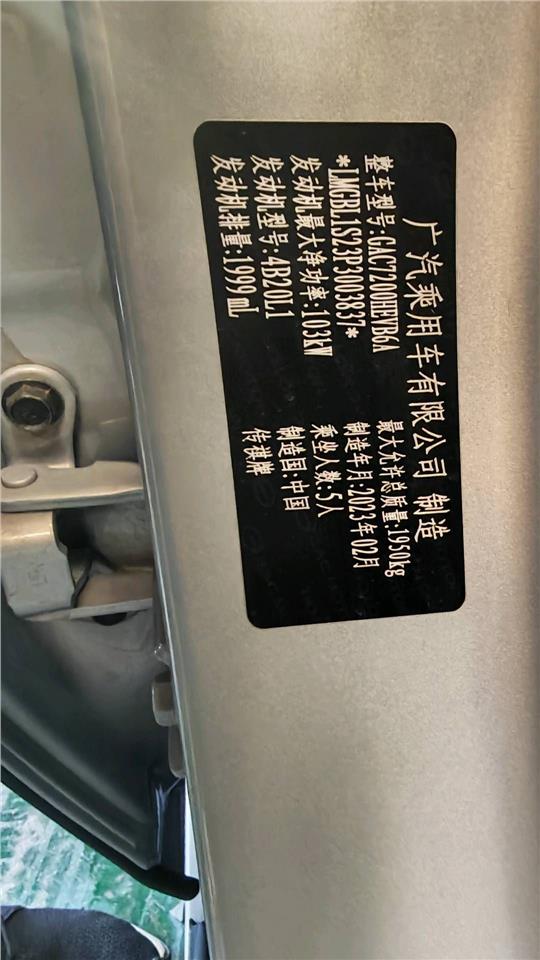 广汽乘用车有限公司 制造
整车型号:GAC7200HEVB6A 最大允许总质量:1950kg
*LMGBL1S23P3003837* 制造年月:2023年02月
发动机最大净功率:103kW 乘坐人数:5人
发动机型号:4B20L1 制造国:中国
发动机排量:1999mL 传祺牌